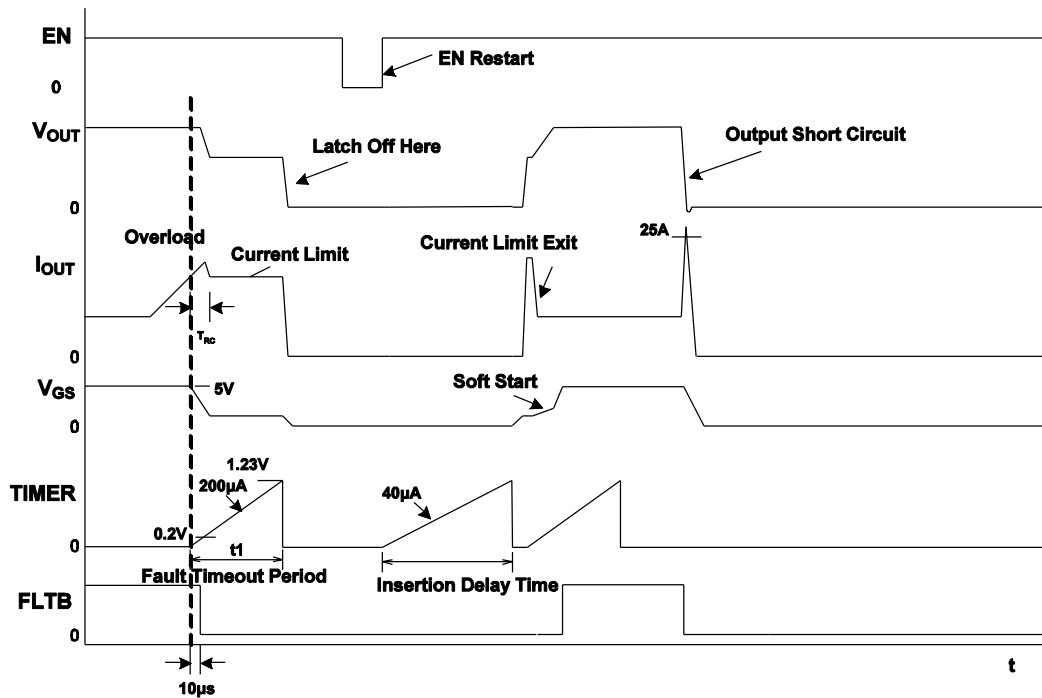 EN
EN Restart
0
VOUT
Output Short Circuit
Latch Off Here
0
25A
Overload
Current Limit
Current Limit Exit
IOUT
TRC
0
Soft Start
VGS
5V
0
1.23V
TIMER
200µA
40µA
0.2V
0
t1
Fault Timeout Period
Insertion Delay Time
FLTB
0
t
10µs